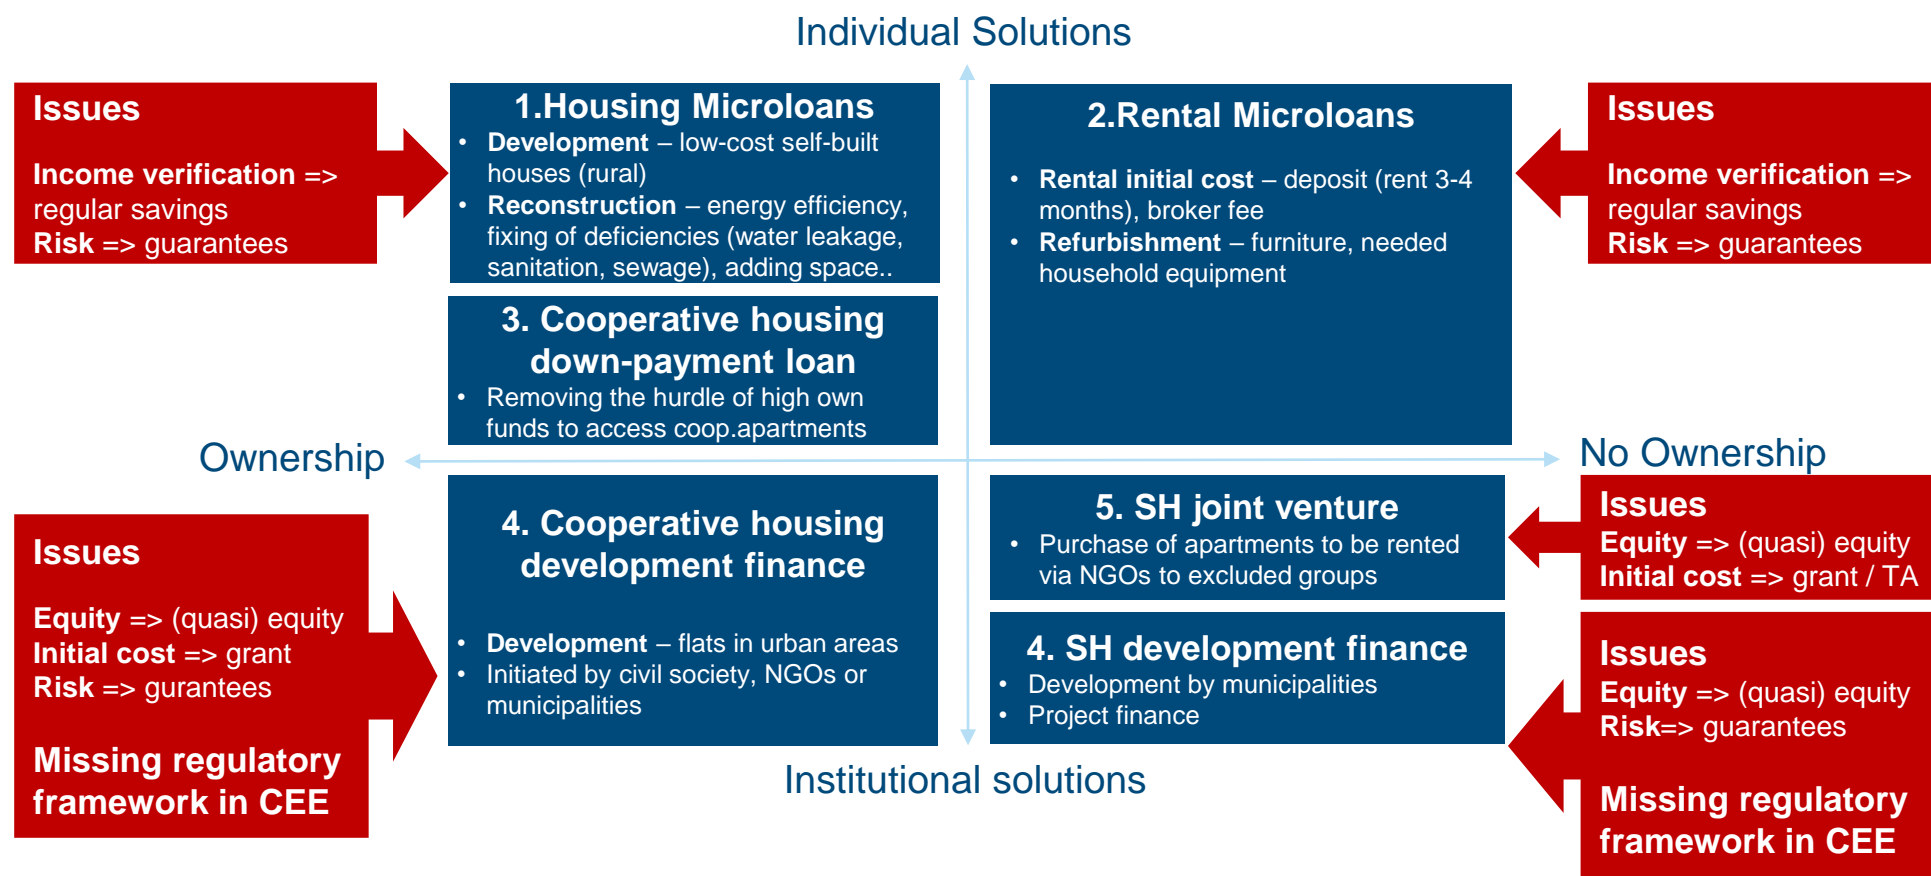 Individual Solutions
Issues
Income verification =>
regular savings
Risk => guarantees
1.Housing Microloans
• Development – low-cost self-built
houses (rural)
• Reconstruction – energy efficiency,
fixing of deficiencies (water leakage,
sanitation, sewage), adding space..
2.Rental Microloans
• Rental initial cost – deposit (rent 3-4
months), broker fee
• Refurbishment – furniture, needed
household equipment
Issues
Income verification =>
regular savings
Risk => guarantees
3. Cooperative housing
down-payment loan
• Removing the hurdle of high own
funds to access coop.apartments
Ownership
No Ownership
Issues
Equity => (quasi) equity
Initial cost => grant
Risk => gurantees
Missing regulatory
framework in CEE
4. Cooperative housing
development finance
• Development – flats in urban areas
• Initiated by civil society, NGOs or
municipalities
5. SH joint venture
• Purchase of apartments to be rented
via NGOs to excluded groups
Issues
Equity => (quasi) equity
Initial cost => grant / TA
4. SH development finance
• Development by municipalities
• Project finance
Issues
Equity => (quasi) equity
Risk=> guarantees
Missing regulatory
framework in CEE
Institutional solutions